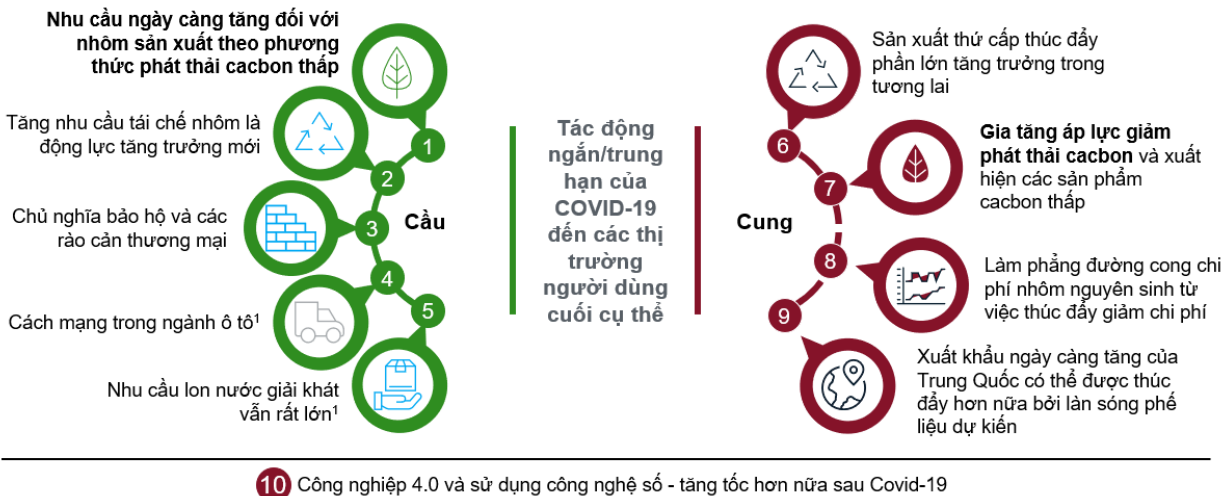 Nhu cầu ngày càng tăng đối với
nhôm sản xuất theo phương
thức phát thải cacbon thấp
1
Tăng nhu cầu tái chế nhôm là
động lực tăng trưởng mới
2
Chủ nghĩa bảo hộ và các
rào cản thương mại
3
Cầu
4
Cách mạng trong ngành ô tô¹
5
Nhu cầu lon nước giải khát
vẫn rất lớn¹
Tác động
ngắn/trung
hạn của
COVID-19
đến các thị
trường
người dùng
cuối cụ thể
Sản xuất thứ cấp thúc đẩy
phần lớn tăng trưởng trong
tương lai
6
Gia tăng áp lực giảm
phát thải cacbon và xuất
hiện các sản phẩm
cacbon thấp
7
Cung
8
Làm phẳng đường cong chi
phí nhôm nguyên sinh từ
việc thúc đẩy giảm chi phí
9
Xuất khẩu ngày càng tăng của
Trung Quốc có thể được thúc
đẩy hơn nữa bởi làn sóng phế
liệu dự kiến
10 Công nghiệp 4.0 và sử dụng công nghệ số - tăng tốc hơn nữa sau Covid-19